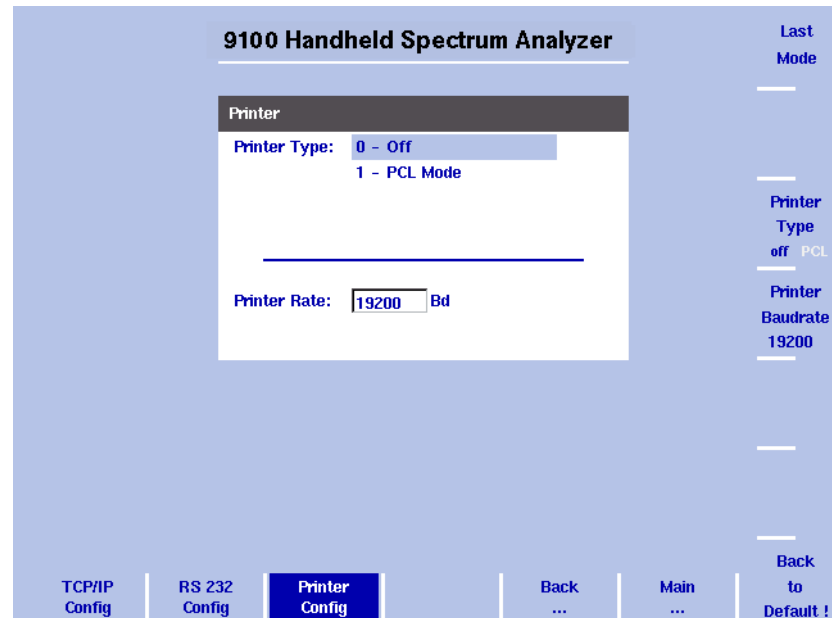 9100 Handheld Spectrum Analyzer
Last
Mode
Printer
Printer Type: 0 - Off
1 - PCL Mode
Printer
Type
off PCL
Printer Rate: 19200 Bd
Printer
Baudrate
19200
TCP/IP
Config
RS 232
Config
Printer
Config
Back
...
Main
...
Back
to
Default !